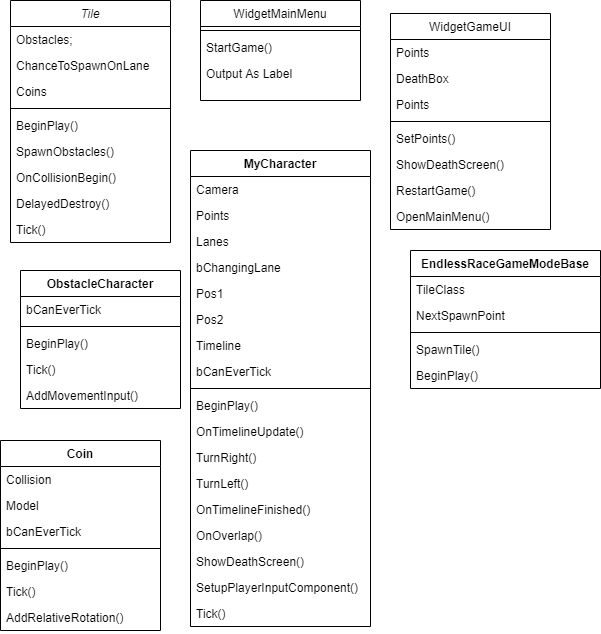 Tile
Obstacles;
ChanceToSpawnOnLane
Coins
BeginPlay()
SpawnObstacles()
OnCollisionBegin()
DelayedDestroy()
Tick()
WidgetMainMenu
StartGame()
Output As Label
WidgetGameUI
Points
DeathBox
Points
SetPoints()
ShowDeathScreen()
RestartGame()
OpenMainMenu()
MyCharacter
Camera
Points
Lanes
bChangingLane
Pos1
Pos2
Timeline
bCanEverTick
BeginPlay()
OnTimelineUpdate()
TurnRight()
TurnLeft()
OnTimelineFinished()
OnOverlap()
ShowDeathScreen()
SetupPlayerInputComponent()
Tick()
EndlessRaceGameModeBase
TileClass
NextSpawnPoint
SpawnTile()
BeginPlay()
ObstacleCharacter
bCanEverTick
BeginPlay()
Tick()
AddMovementInput()
Coin
Collision
Model
bCanEverTick
BeginPlay()
Tick()
AddRelativeRotation()